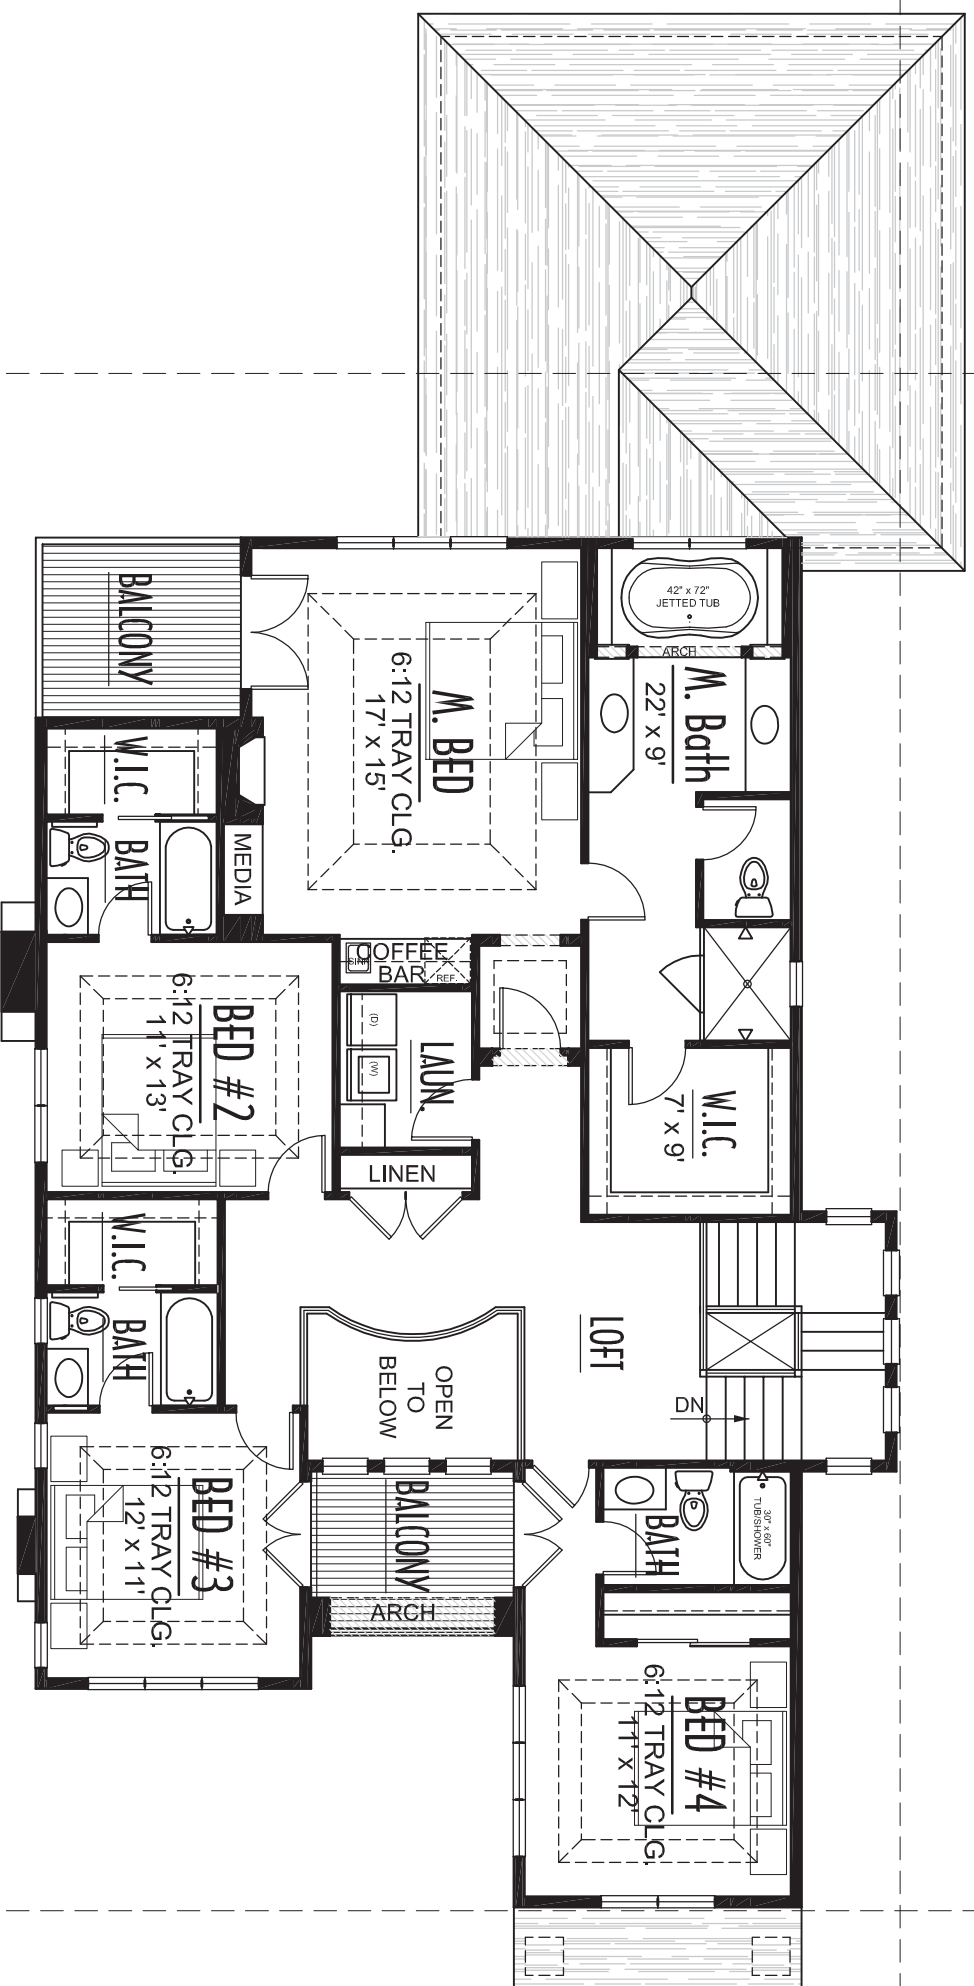 42" x 72"
JETTED TUB
ARCH
M. Bath
22' x 9'
BALCONY
M. BED
6:12 TRAY CLG.
17' x 15'
W.I.C.
BATH
MEDIA
COFFEE
BAR
SINK
REF.
BED #2
6:12 TRAY CLG.
11' x 13'
(D)
(W)
LAUN.
W.I.C.
7' x 9'
LINEN
W.I.C.
BATH
LOFT
OPEN
TO
BELOW
DN
BED #3
6:12 TRAY CLG.
12' x 11'
BALCONY
ARCH
BATH
30" x 60"
TUB/SHOWER
BED #4
6:12 TRAY CLG.
11' x 12'